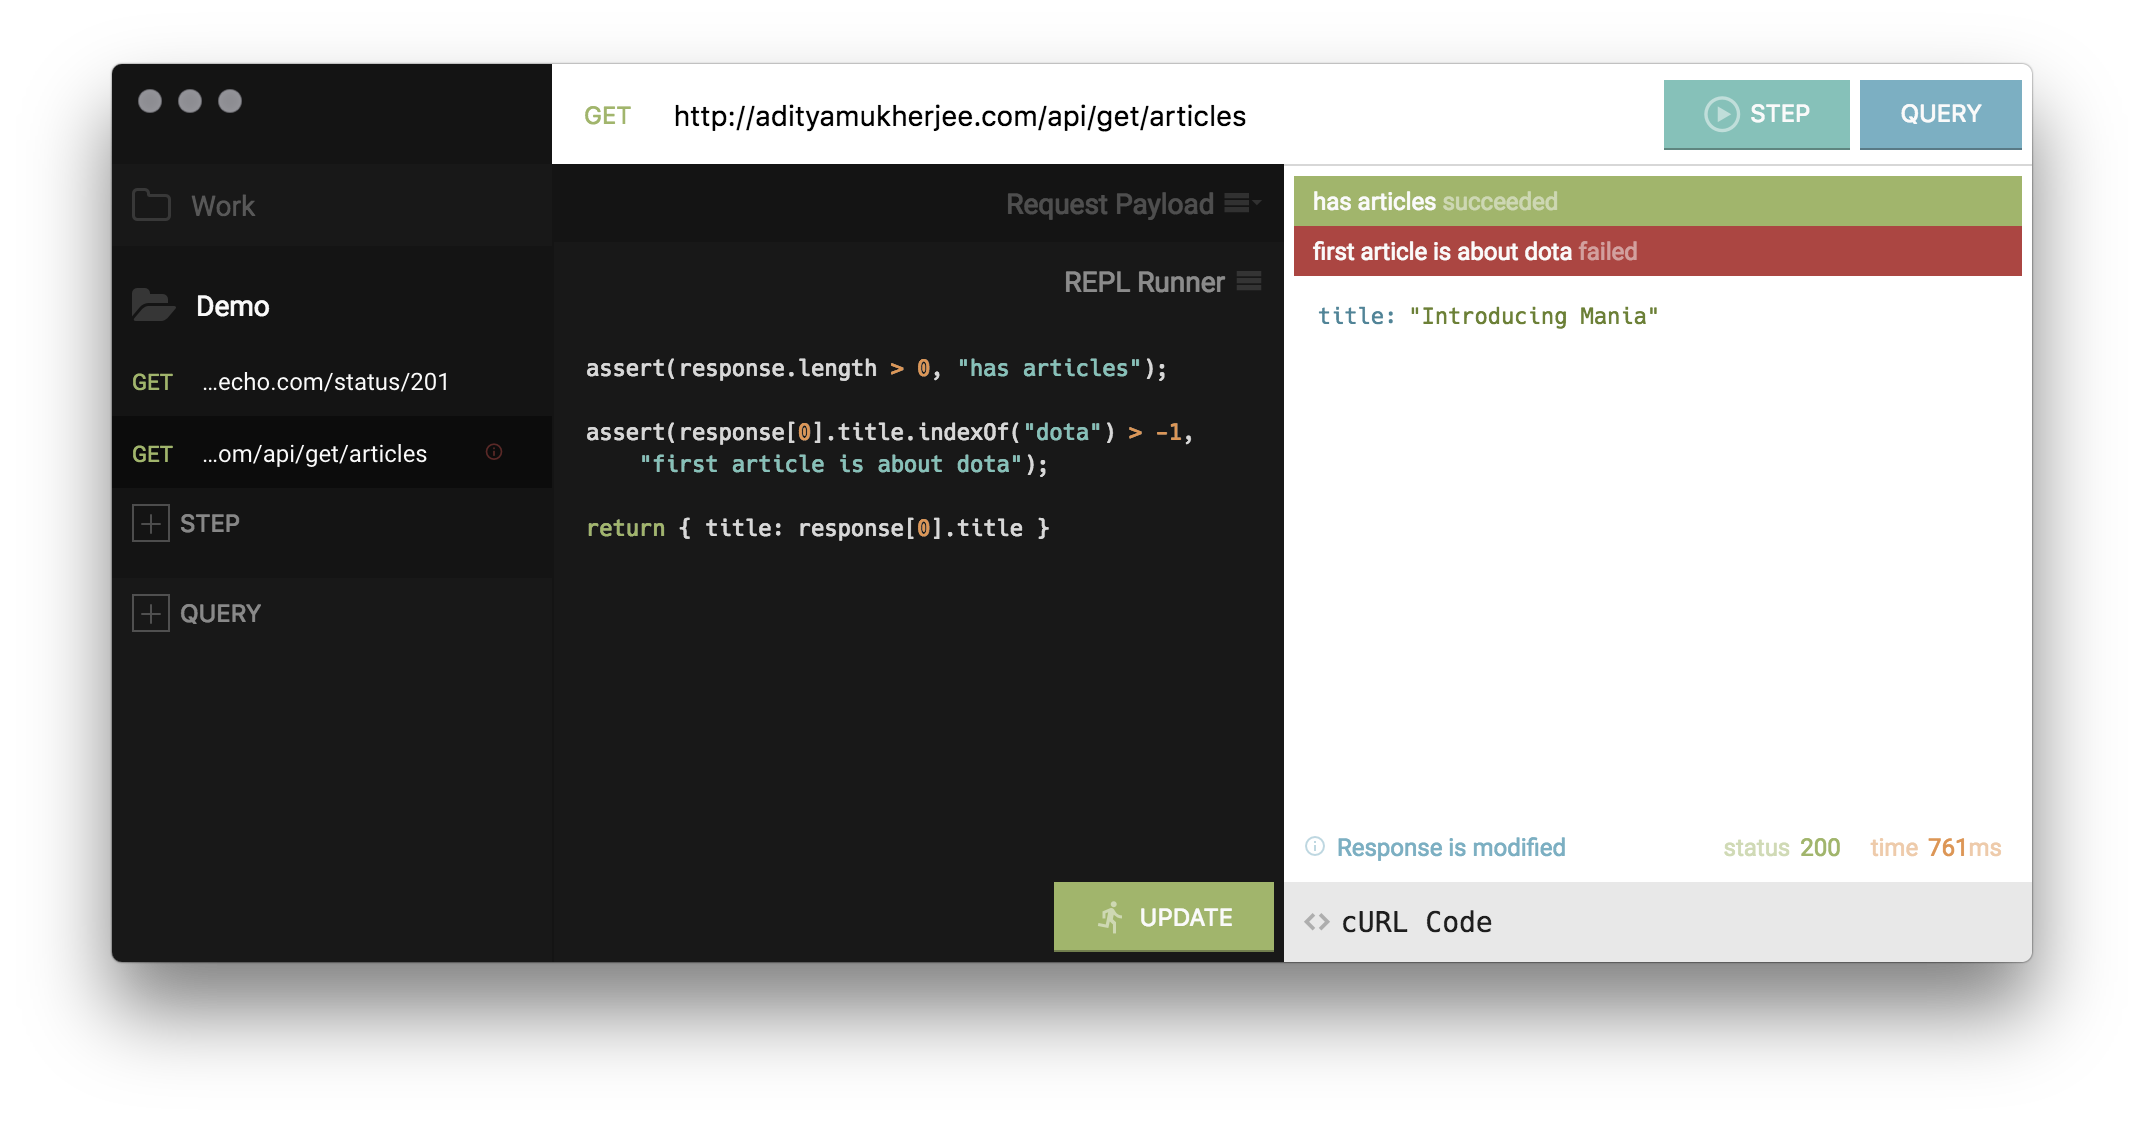 GET http://adityamukherjee.com/api/get/articles STEP QUERY
Work
Demo
GET ...echo.com/status/201
GET ...om/api/get/articles
STEP
QUERY
Request Payload
REPL Runner
assert(response.length > 0, "has articles");
assert(response[0].title.indexOf("dota") > -1,
"first article is about dota");
return { title: response[0].title }
UPDATE
has articles succeeded
first article is about dota failed
title: "Introducing Mania"
Response is modified status 200 time 761ms
<> cURL Code